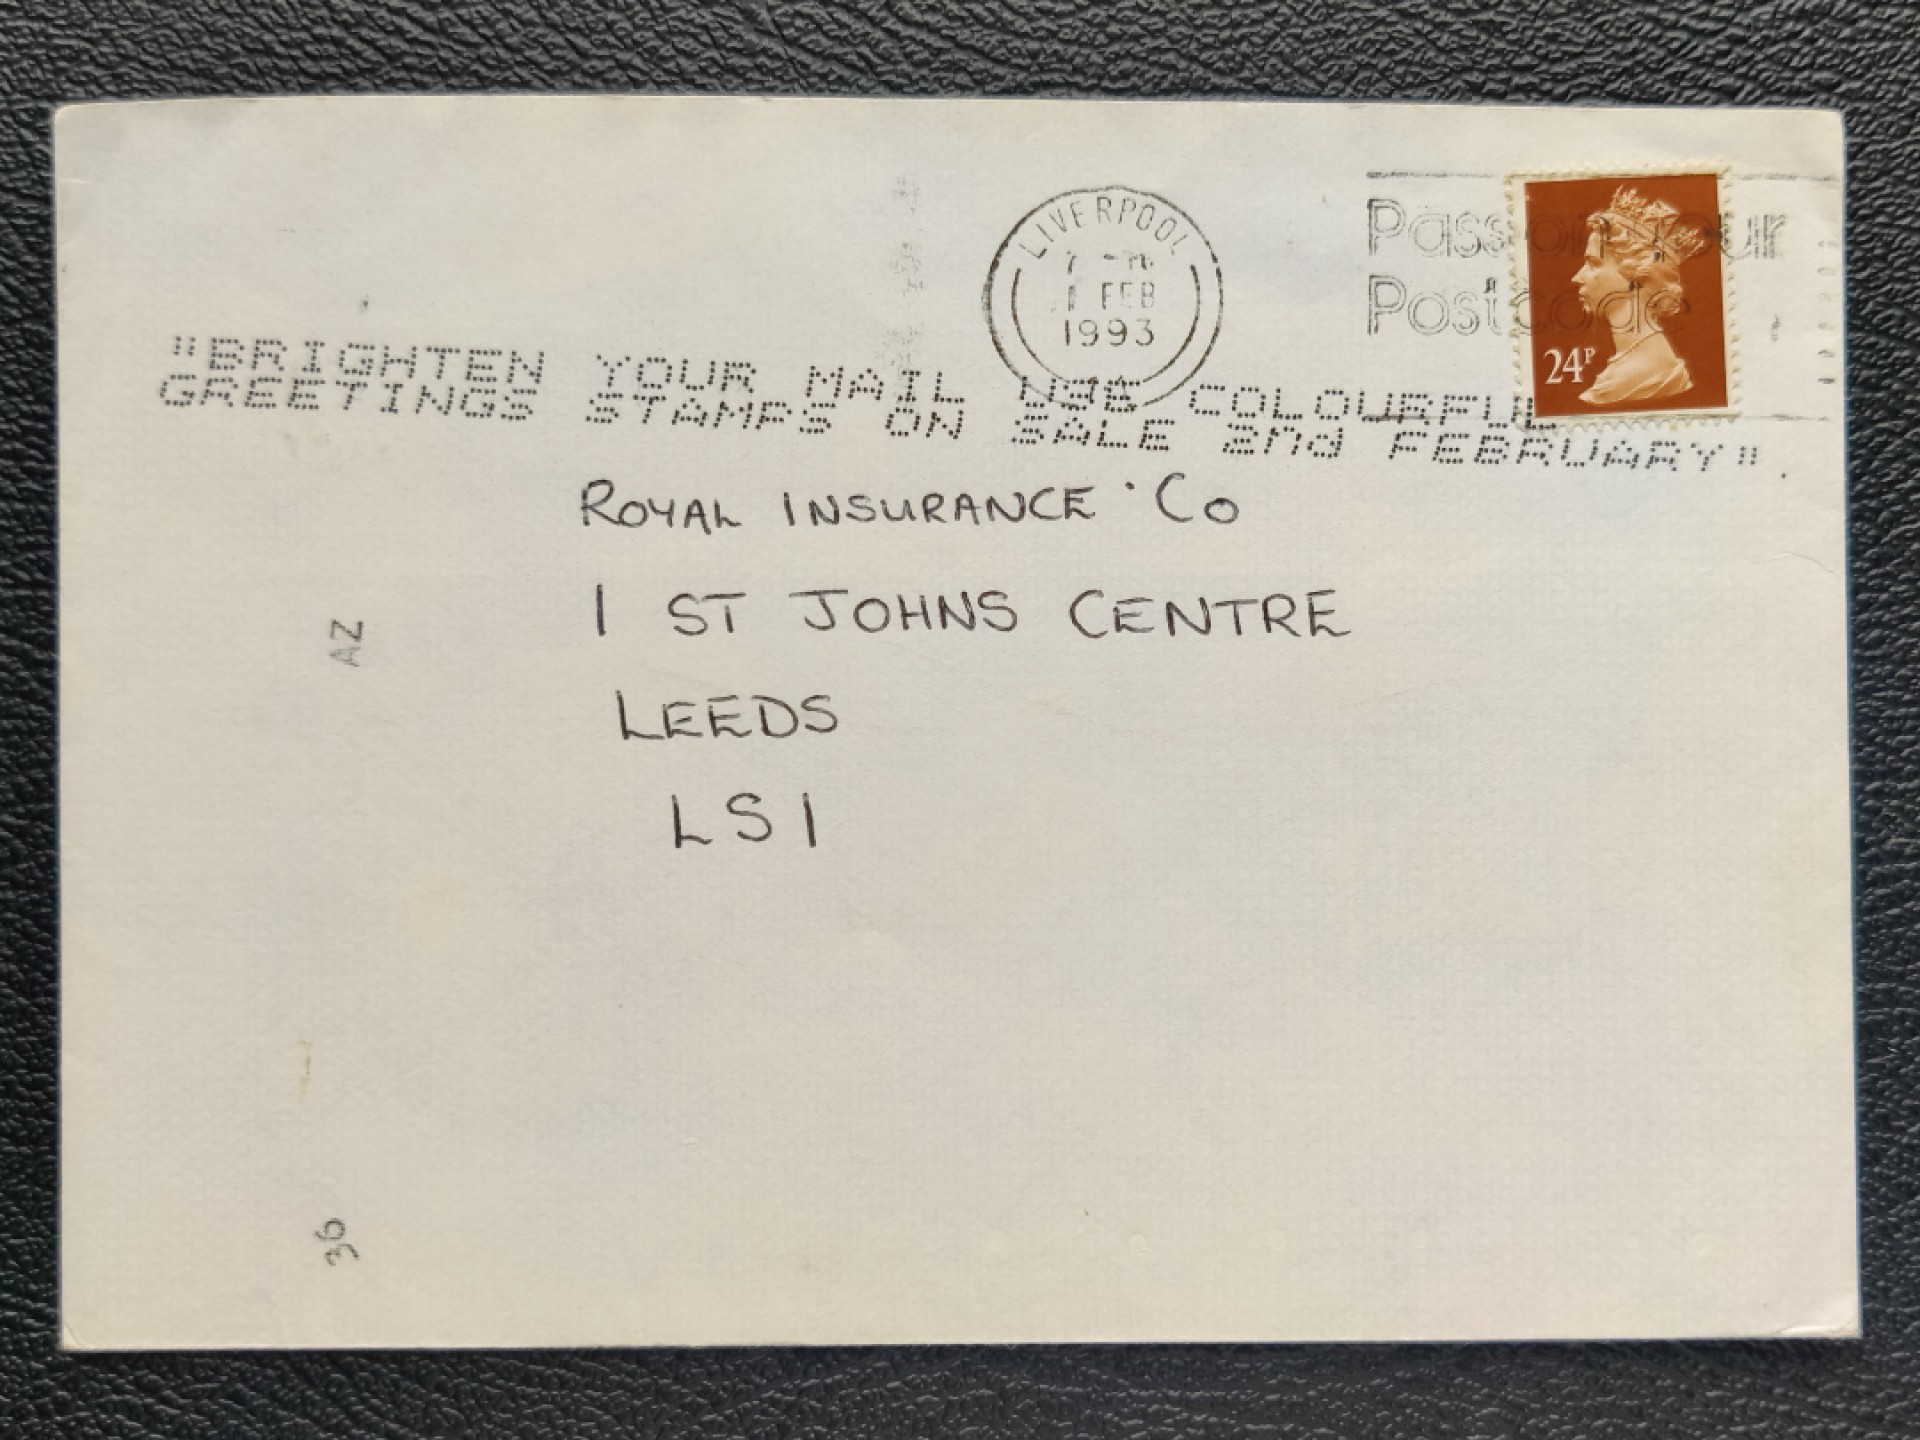 LIVERPOOL
1 FEB
1993
Pass on your
Postcode
24P
"BRIGHTEN YOUR MAIL USE COLOURFUL
GREETINGS STAMPS ON SALE 2nd FEBRUARY"
ROYAL INSURANCE Co
1 ST JOHNS CENTRE
LEEDS
LS1
AZ
36